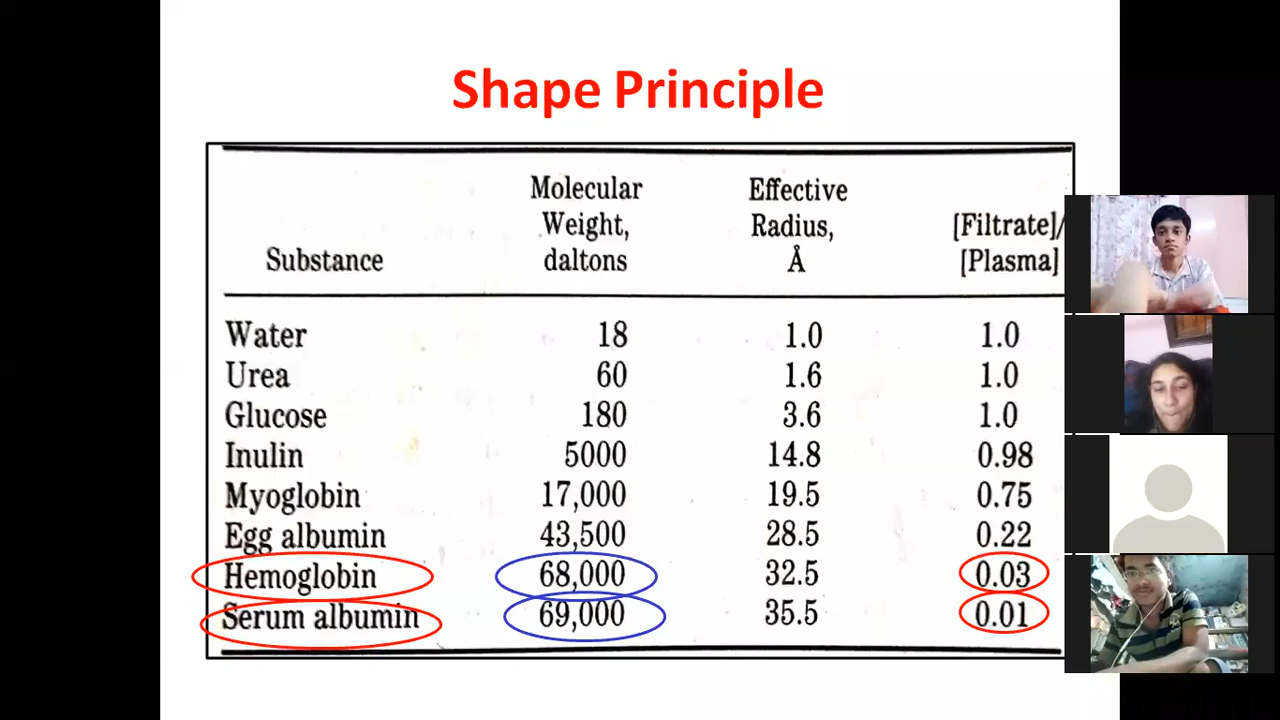 Shape Principle
Substance Molecular Weight, daltons Effective Radius, Å [Filtrate]/ [Plasma]
Water 18 1.0 1.0
Urea 60 1.6 1.0
Glucose 180 3.6 1.0
Inulin 5000 14.8 0.98
Myoglobin 17,000 19.5 0.75
Egg albumin 43,500 28.5 0.22
Hemoglobin 68,000 32.5 0.03
Serum albumin 69,000 35.5 0.01